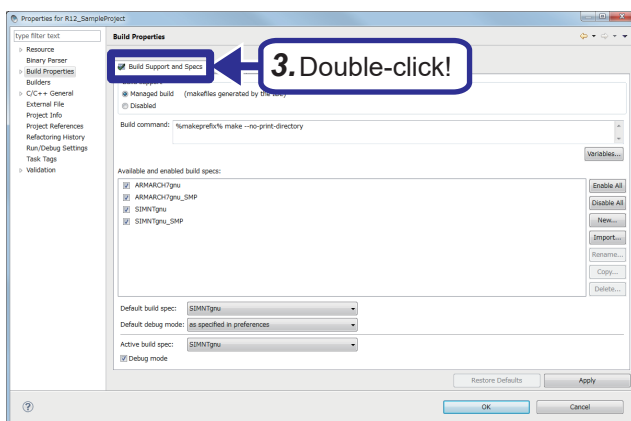 Properties for R12_SampleProject
type filter text
Build Properties
Resource
Binary Parser
Build Properties
Builders
C/C++ General
External File
Project Info
Project References
Refactoring History
Run/Debug Settings
Task Tags
Validation
Build Support and Specs
3. Double-click!
Managed build (makefiles generated by the
Disabled
Build command: %makeprefix% make --no-print-directory
Variables...
Available and enabled build specs:
ARMARCH7gnu
ARMARCH7gnu_SMP
SIMNTgnu
SIMNTgnu_SMP
Enable All
Disable All
New...
Import...
Rename...
Copy...
Delete...
Default build spec: SIMNTgnu
Default debug mode: as specified in preferences
Active build spec: SIMNTgnu
Debug mode
Restore Defaults
Apply
?
OK
Cancel